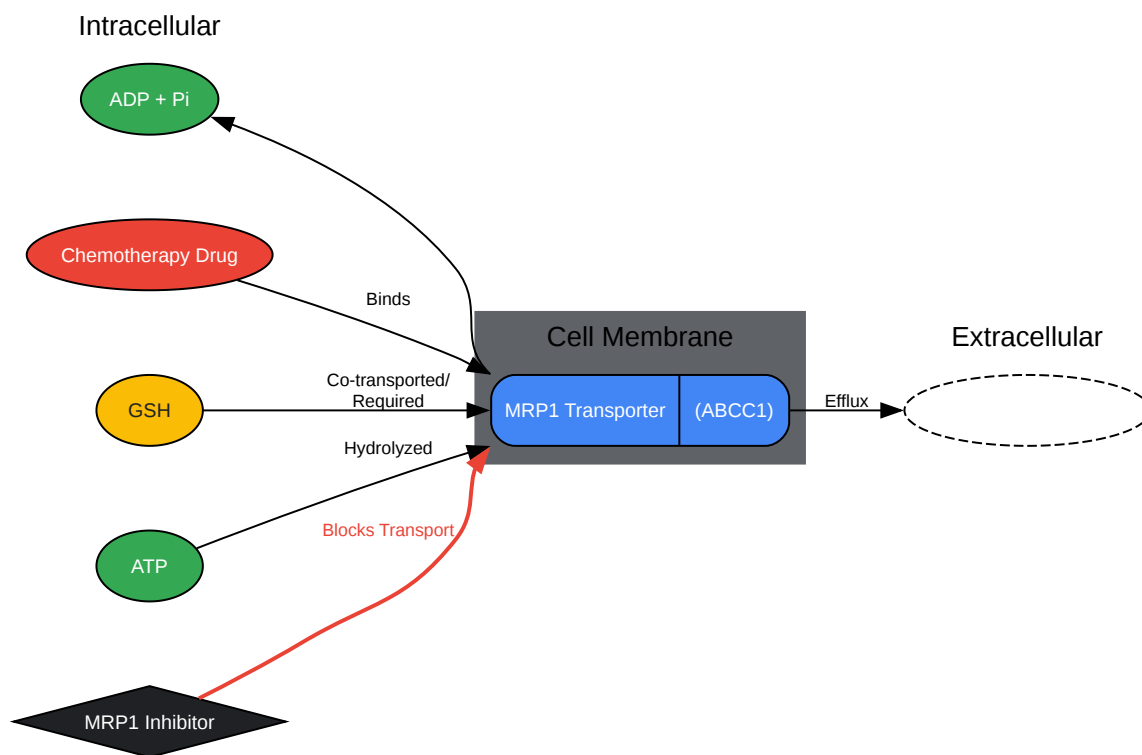 Intracellular
ADP + Pi
Chemotherapy Drug
Binds
Cell Membrane
Extracellular
Co-transported/
Required
GSH
MRP1 Transporter
(ABCC1)
Efflux
Hydrolyzed
Blocks Transport
ATP
MRP1 Inhibitor